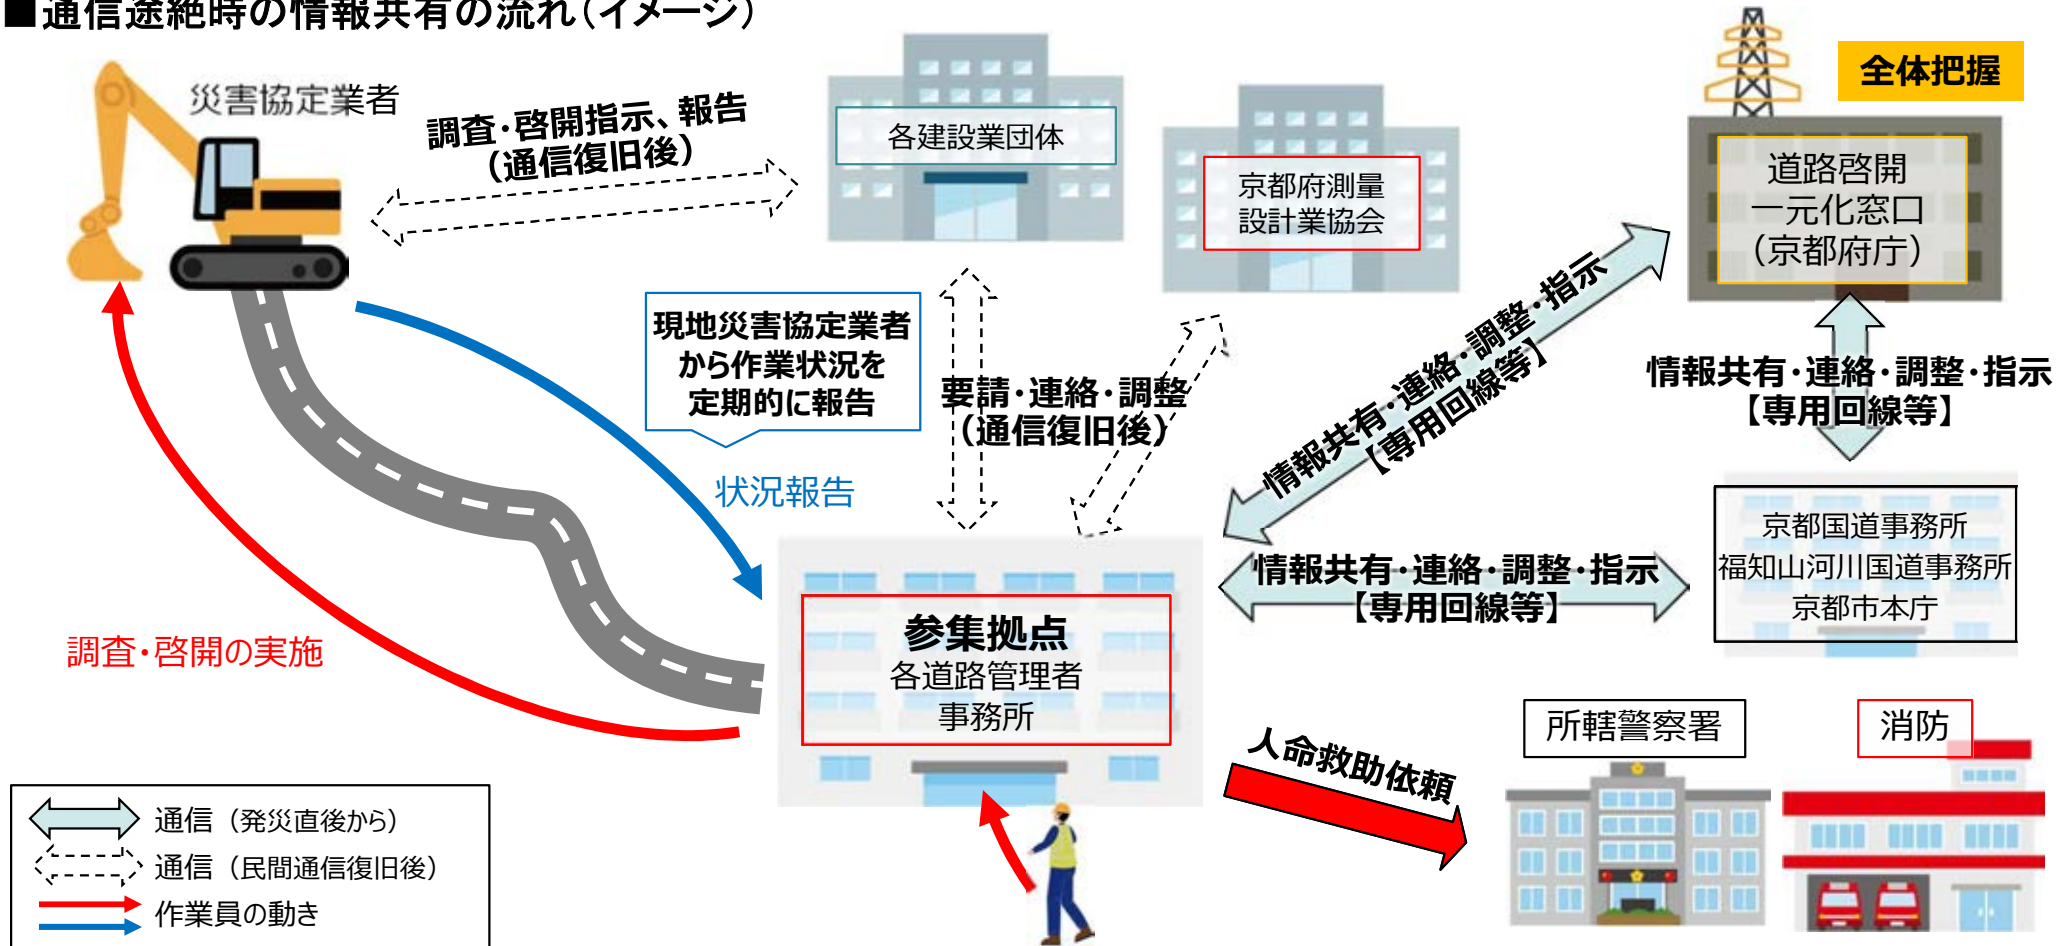 ■通信途絶時の情報共有の流れ（イメージ）
災害協定業者
調査・啓開指示、報告
（通信復旧後）
各建設業団体
京都府測量
設計業協会
全体把握
道路啓開
一元化窓口
（京都府庁）
現地災害協定業者
から作業状況を
定期的に報告
要請・連絡・調整
（通信復旧後）
情報共有・連絡・調整・指示
【専用回線等】
情報共有・連絡・調整・指示
【専用回線等】
状況報告
京都国道事務所
福知山河川国道事務所
京都市本庁
情報共有・連絡・調整・指示
【専用回線等】
参集拠点
各道路管理者
事務所
調査・啓開の実施
人命救助依頼
所轄警察署
消防
通信（発災直後から）
通信（民間通信復旧後）
作業員の動き